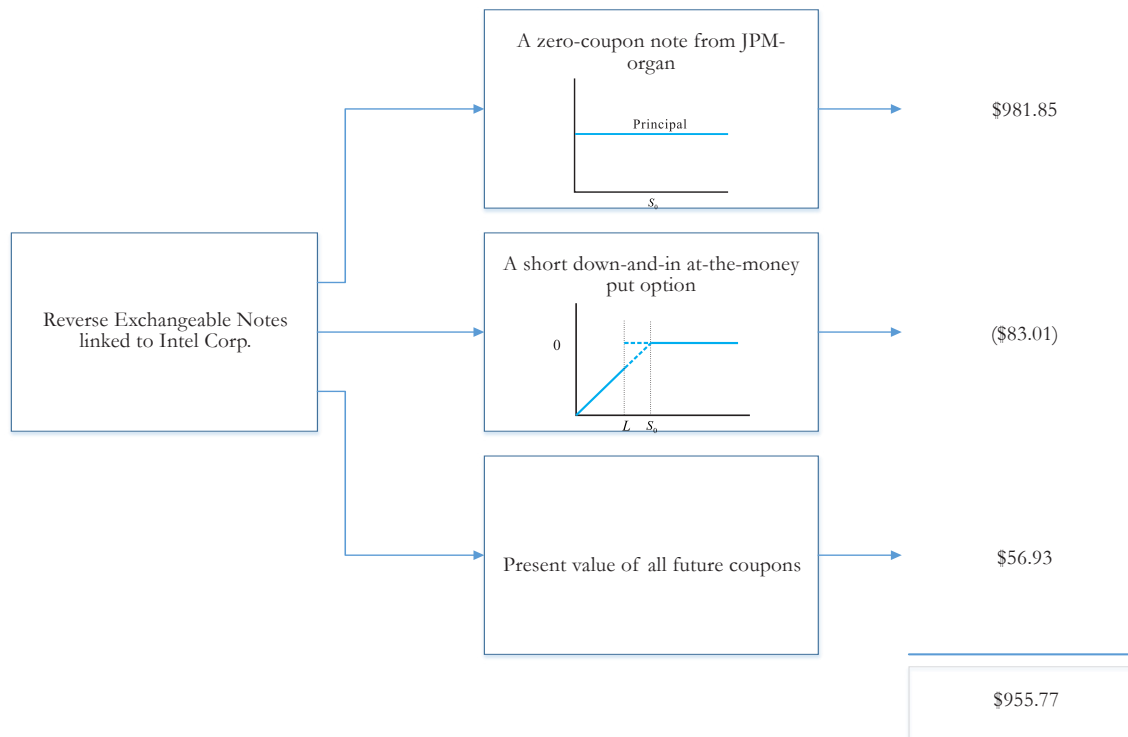 A zero-coupon note from JPM-
organ
Principal
S₀
$981.85
Reverse Exchangeable Notes
linked to Intel Corp.
A short down-and-in at-the-money
put option
0
L S₀
($83.01)
Present value of all future coupons
$56.93
$955.77